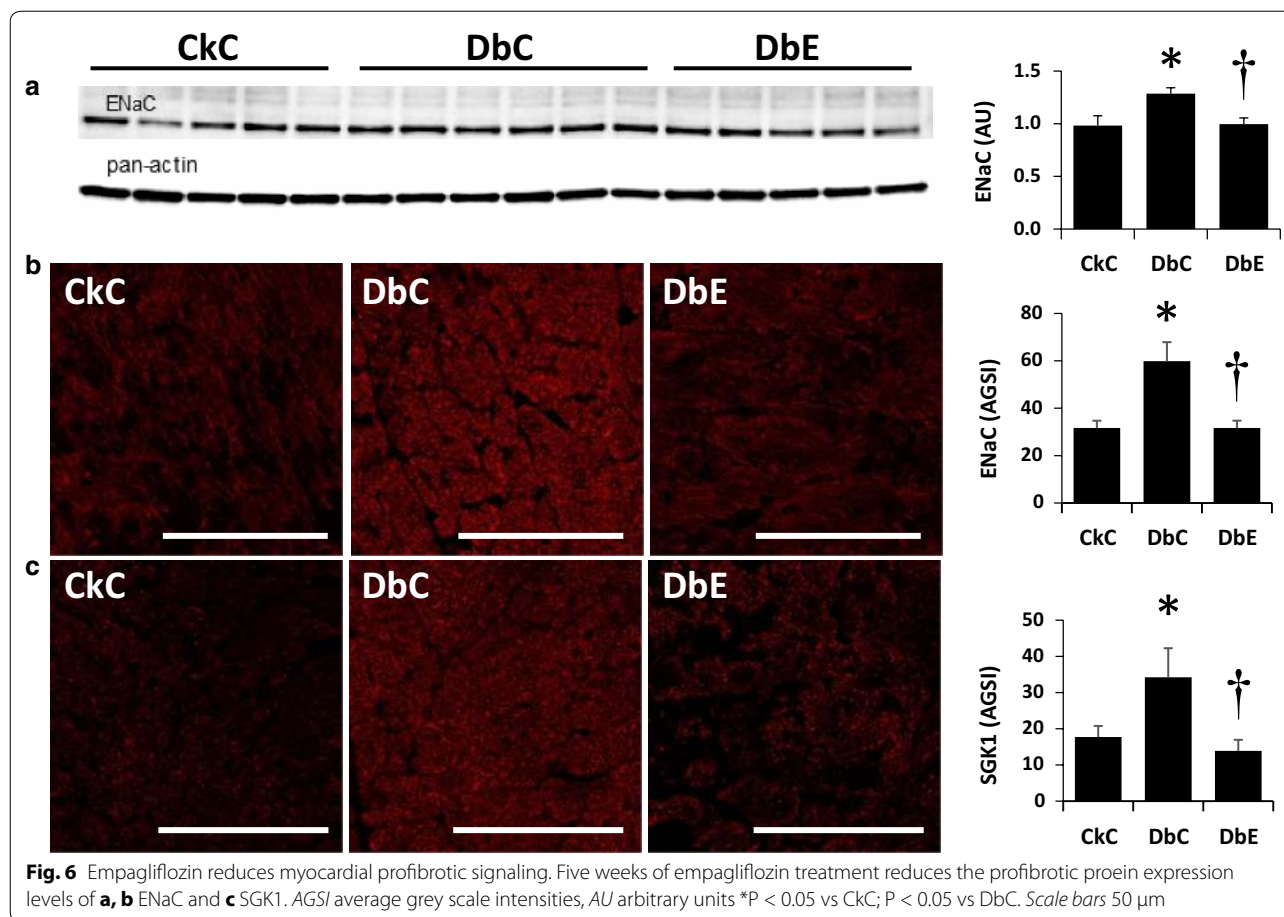 CkC DbC DbE
a
ENaC
pan-actin
ENaC (AU)
1.5
1.0
0.5
0.0
*
†
CkC DbC DbE
b
CkC
DbC
DbE
ENaC (AGSI)
80
60
40
20
0
*
†
CkC DbC DbE
c
CkC
DbC
DbE
SGK1 (AGSI)
50
40
30
20
10
0
*
†
CkC DbC DbE
Fig. 6 Empagliflozin reduces myocardial profibrotic signaling. Five weeks of empagliflozin treatment reduces the profibrotic proein expression
levels of a, b ENaC and c SGK1. AGSI average grey scale intensities, AU arbitrary units *P < 0.05 vs CkC; P < 0.05 vs DbC. Scale bars 50 µm